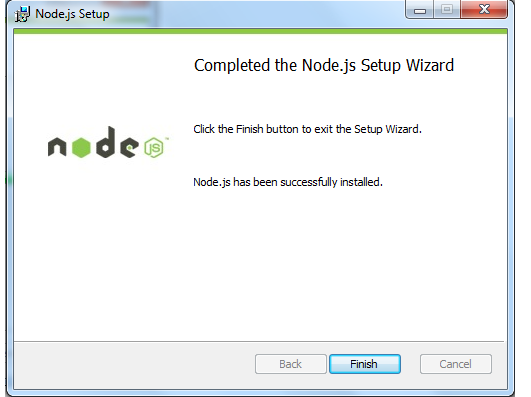 Node.js Setup
Completed the Node.js Setup Wizard
Click the Finish button to exit the Setup Wizard.
node JS ™
Node.js has been successfully installed.
Back
Finish
Cancel